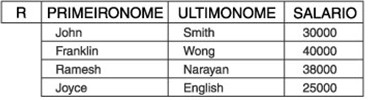 R PRIMEIRONOME ULTIMONOME SALARIO
John Smith 30000
Franklin Wong 40000
Ramesh Narayan 38000
Joyce English 25000